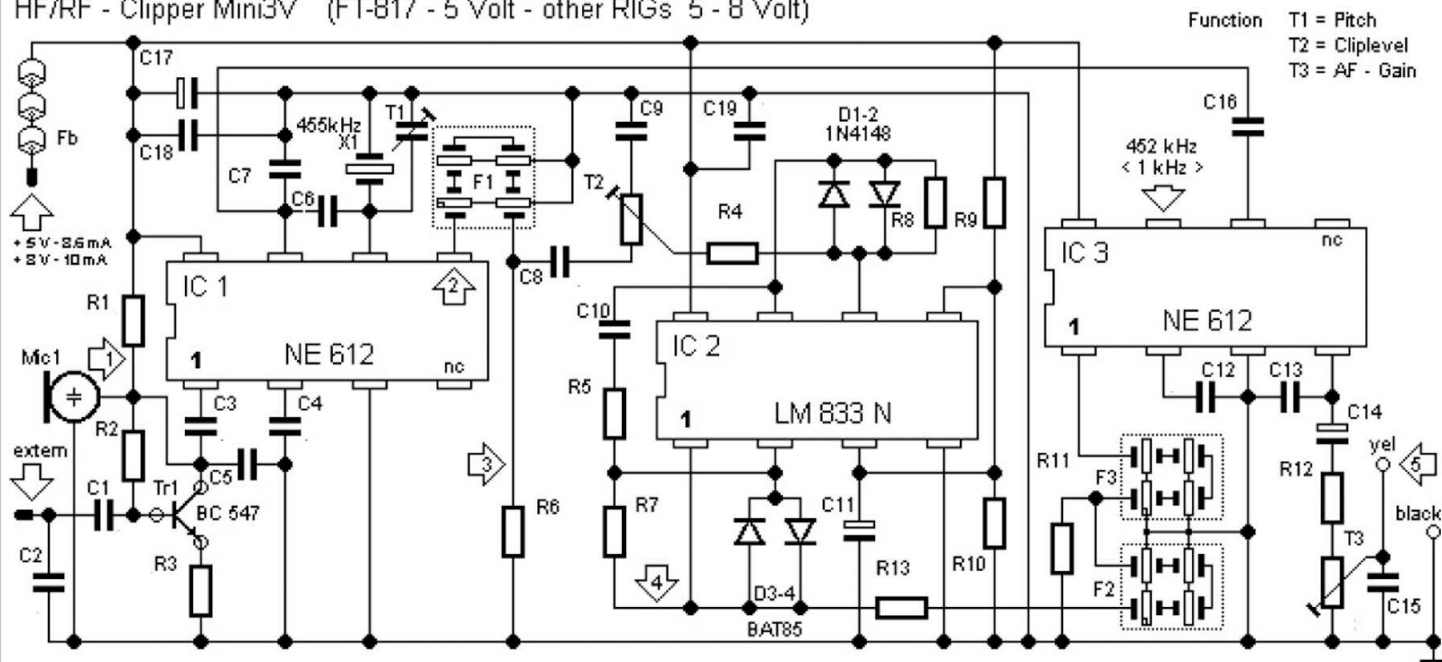 HF/RF - Clipper Mini3V (FT-817 - 5 Volt - other RIGs 5 - 8 Volt)
Function T1 = Pitch
T2 = Cliplevel
T3 = AF - Gain
C17
C18
Fb
+ 5 V - 8.6 mA
+ 8 V - 10 mA
455kHz
X1
T1
C7
C6
F1
C9
T2
C19
D1-2
1N4148
R4
R8
R9
C16
452 kHz
< 1 kHz >
nc
IC 3
1
NE 612
IC 1
2
C8
C10
R1
Mic1
1
1
NE 612
nc
IC 2
1
LM 833 N
R5
C3
C4
R2
extern
C1
C2
Tr1
C5
BC 547
R3
3
R6
R7
4
C11
D3-4
BAT85
R13
R10
R11
F3
F2
C12
C13
C14
yel
5
R12
black
T3
C15